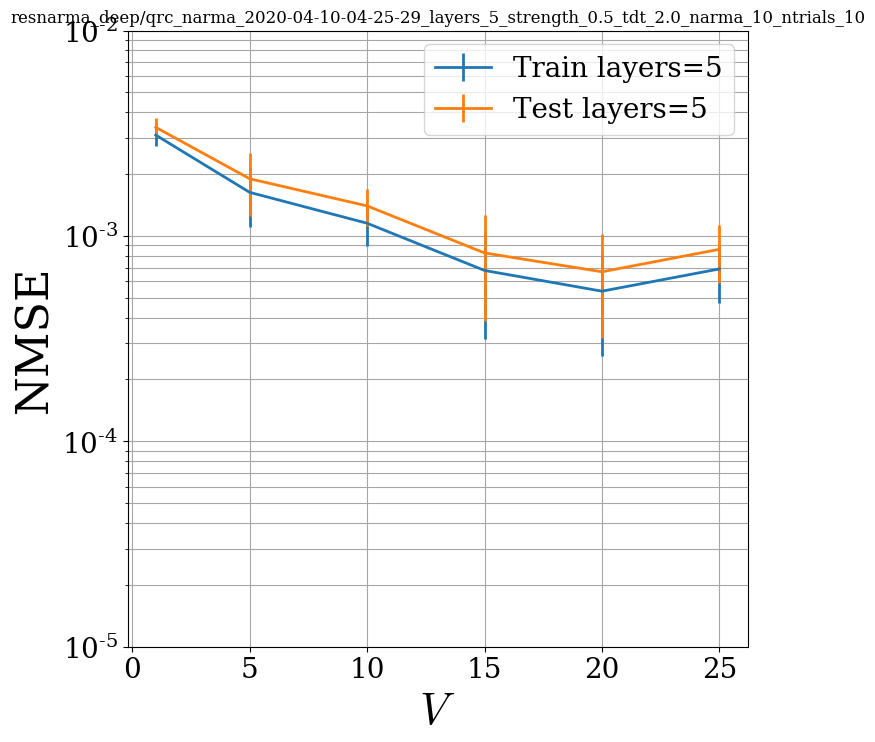 resnarma_deep/qrc_narma_2020-04-10-04-25-29_layers_5_strength_0.5_tdt_2.0_narma_10_ntrials_10
10^-2
Train layers=5
Test layers=5
10^-3
NMSE
10^-4
10^-5
0 5 10 15 20 25
V